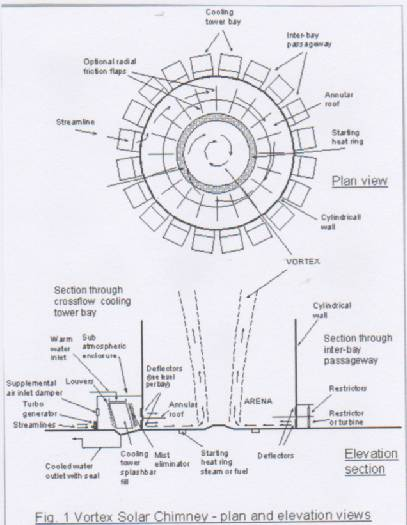 Cooling
tower bay
Inter-bay
passageway
Optional radial
friction flaps
Annular
roof
Streamline
Starting
heat ring
Plan view
Cylindrical
wall
VORTEX
Section through
crossflow cooling
tower bay
Cylindrical
wall
Section through
inter-bay
passageway
Warm
water
inlet
Sub
atmospheric
enclosure
Deflectors
(one level
per bay)
Louvers
Supplemental
air inlet damper
Annular
roof
ARENA
Restrictors
Turbo
generator
Streamlines
Restrictor
or turbine
Elevation
section
Cooled water
outlet with seal
Cooling
tower
splashbar
fill
Mist
eliminator
Starting
heat ring
steam or fuel
Deflectors
Fig. 1 Vortex Solar Chimney - plan and elevation views